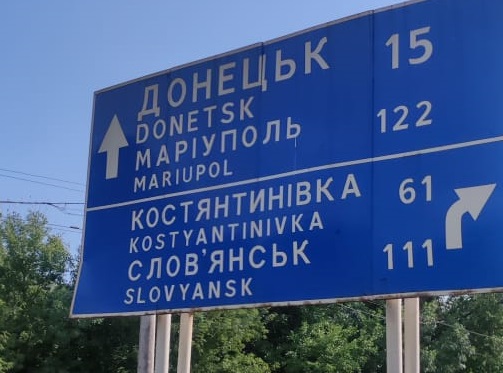 ДОНЕЦЬК 15
DONETSK
МАРІУПОЛЬ 122
MARIUPOL
КОСТЯНТИНІВКА 61
KOSTYANTINIVKA
СЛОВ'ЯНСЬК 111
SLOVYANSK